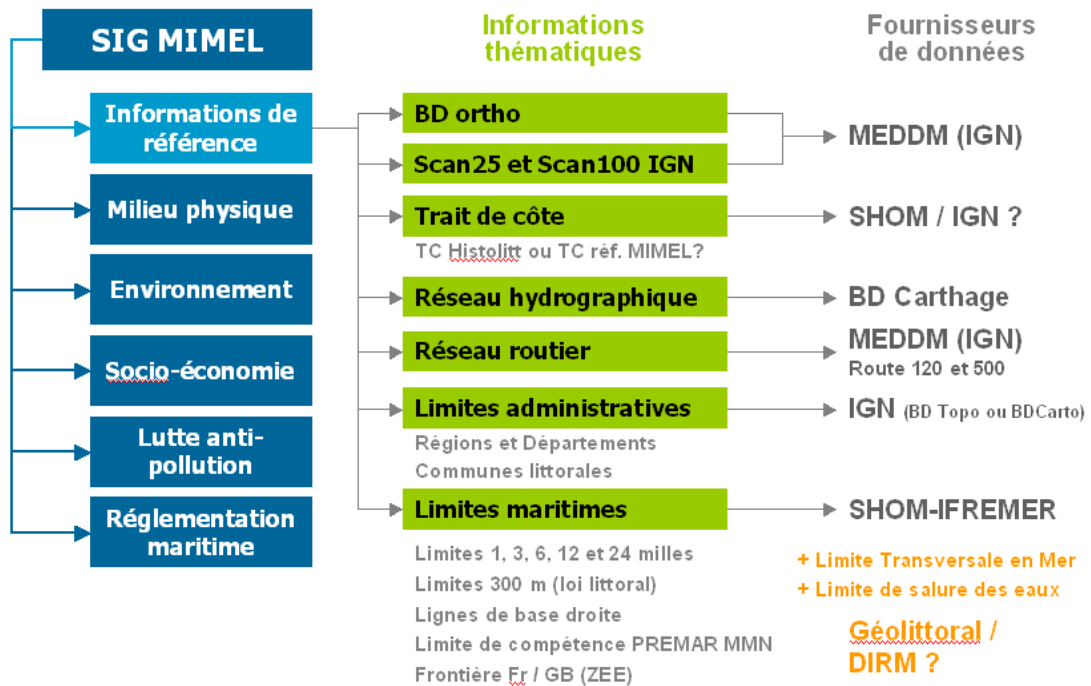 SIG MIMEL
Informations
thématiques
Fournisseurs
de données
Informations de
référence
Milieu physique
Environnement
Socio-économie
Lutte anti-
pollution
Réglementation
maritime
BD ortho
Scan25 et Scan100 IGN
MEDDM (IGN)
Trait de côte
TC Histolitt ou TC réf. MIMEL?
SHOM / IGN ?
Réseau hydrographique
BD Carthage
Réseau routier
MEDDM (IGN)
Route 120 et 500
Limites administratives
Régions et Départements
Communes littorales
IGN (BD Topo ou BDCarto)
Limites maritimes
SHOM-IFREMER
Limites 1, 3, 6, 12 et 24 milles
Limites 300 m (loi littoral)
Lignes de base droite
Limite de compétence PREMAR MMN
Frontière Fr / GB (ZEE)
+ Limite Transversale en Mer
+ Limite de salure des eaux
Géolittoral /
DIRM ?